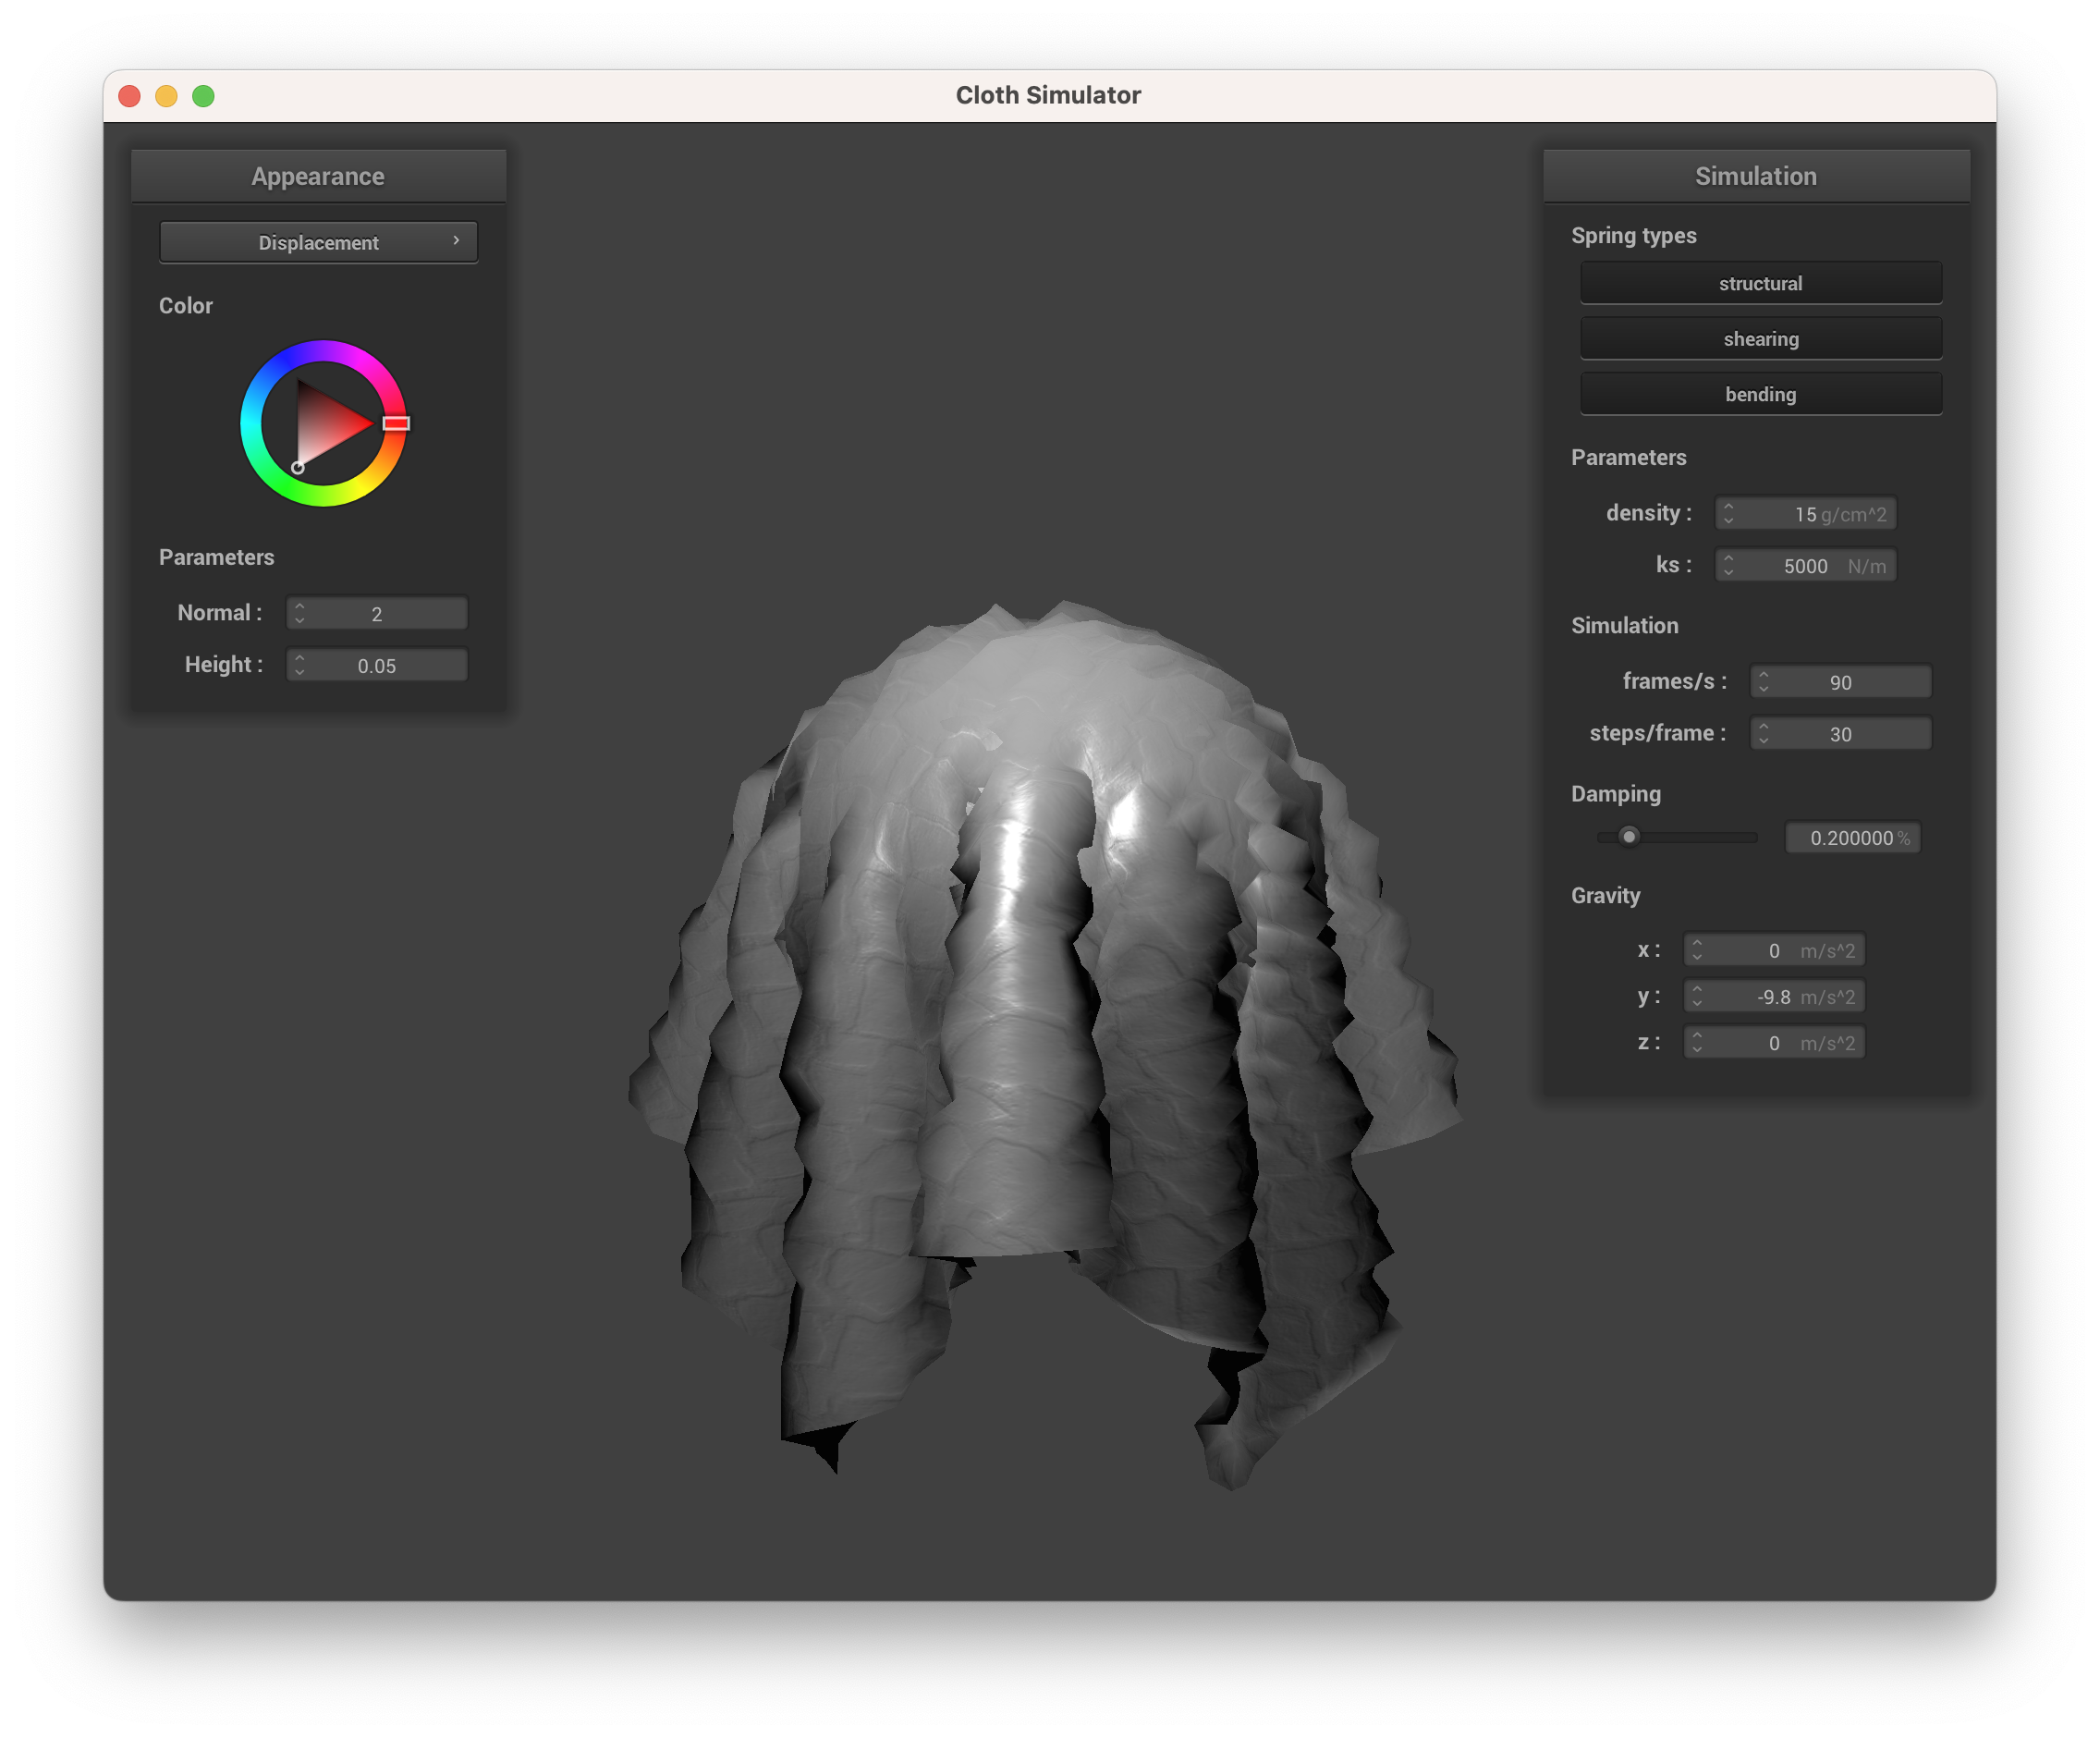 Cloth Simulator
Appearance
Displacement
Color
Parameters
Normal : 2
Height : 0.05
Simulation
Spring types
structural
shearing
bending
Parameters
density : 15 g/cm^2
ks : 5000 N/m
Simulation
frames/s : 90
steps/frame : 30
Damping
0.200000 %
Gravity
x : 0 m/s^2
y : -9.8 m/s^2
z : 0 m/s^2